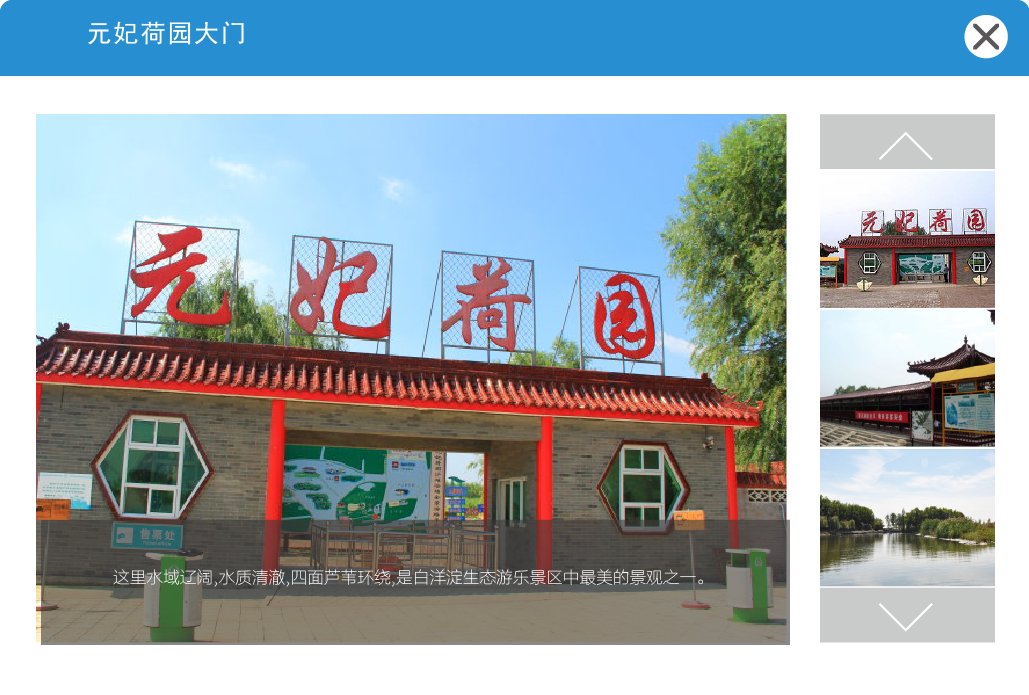 元妃荷园大门
元妃荷园
元妃荷园
售票处
这里水域辽阔,水质清澈,四面芦苇环绕,是白洋淀生态游乐景区中最美的景观之一。